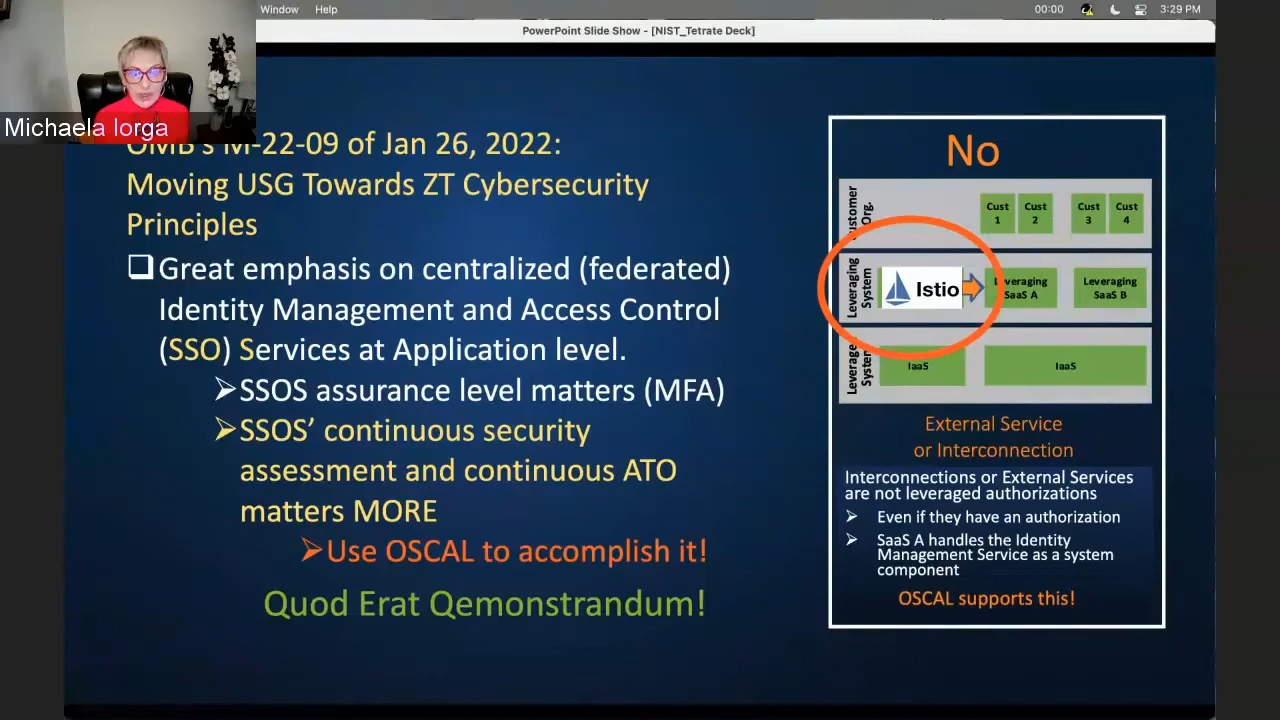 Window Help 00:00 3:29 PM
PowerPoint Slide Show - [NIST_Tetrate Deck]
Michaela Iorga
OMB's M-22-09 of Jan 26, 2022:
Moving USG Towards ZT Cybersecurity
Principles
Great emphasis on centralized (federated)
Identity Management and Access Control
(SSO) Services at Application level.
SSOS assurance level matters (MFA)
SSOS’ continuous security
assessment and continuous ATO
matters MORE
Use OSCAL to accomplish it!
Quod Erat Qemonstrandum!
No
Customer
Org.
Cust
1
Cust
2
Cust
3
Cust
4
Leveraging
System
Istio
Leveraging
SaaS A
Leveraging
SaaS B
Leverage
System
IaaS
IaaS
External Service
or Interconnection
Interconnections or External Services
are not leveraged authorizations
Even if they have an authorization
SaaS A handles the Identity
Management Service as a system
component
OSCAL supports this!